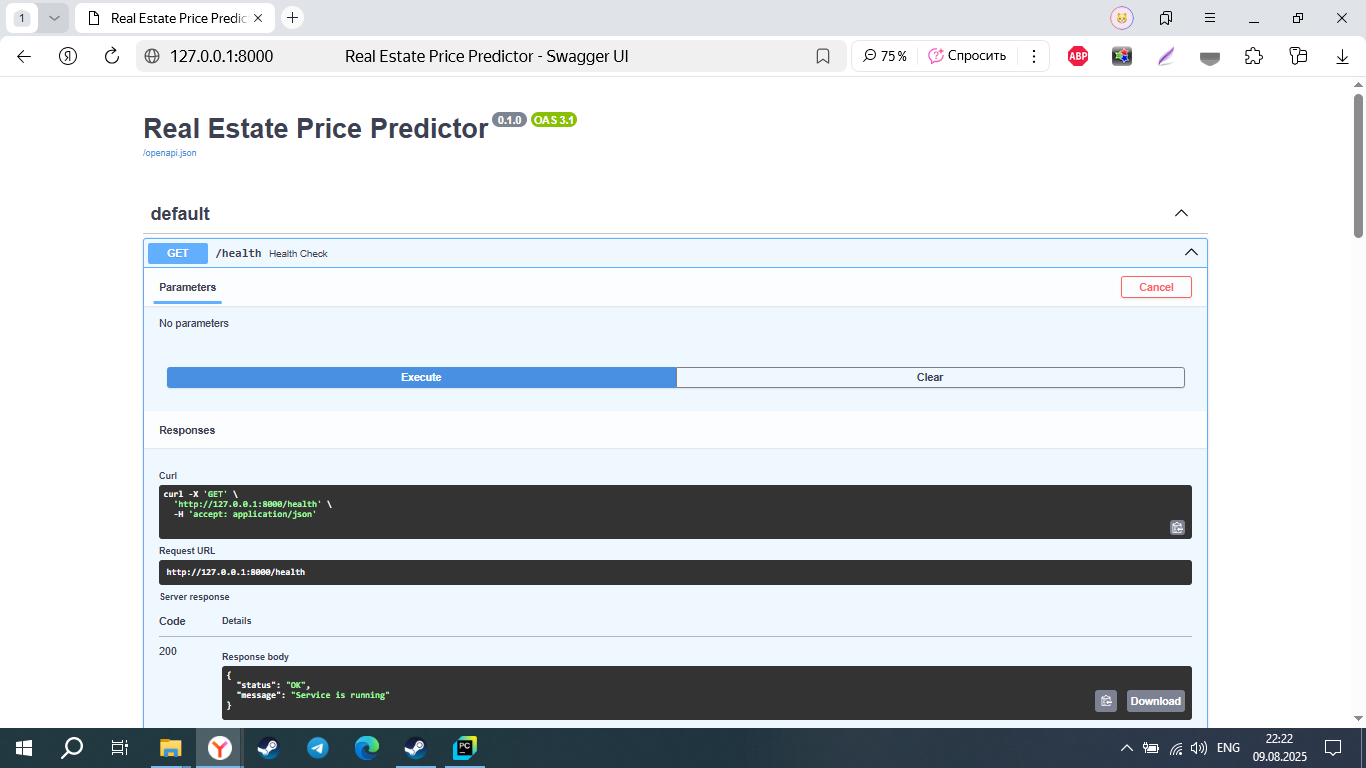 1
Real Estate Price Predic
127.0.0.1:8000
Real Estate Price Predictor - Swagger UI
75 %
Спросить
ABP
Real Estate Price Predictor
0.1.0
OAS 3.1
/openapi.json
default
GET
/health
Health Check
Parameters
Cancel
No parameters
Execute
Clear
Responses
Curl
curl -X 'GET' \
'http://127.0.0.1:8000/health' \
-H 'accept: application/json'
Request URL
http://127.0.0.1:8000/health
Server response
Code
Details
200
Response body
{
"status": "OK",
"message": "Service is running"
}
Download
PC
ENG
22:22
09.08.2025